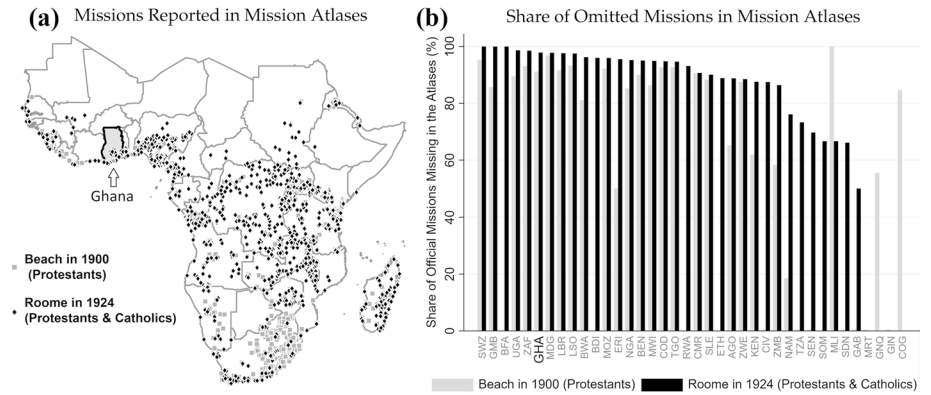 (a) Missions Reported in Mission Atlases
Ghana
Beach in 1900
(Protestants)
Roome in 1924
(Protestants & Catholics)
(b) Share of Omitted Missions in Mission Atlases
Share of Official Missions Missing in the Atlases (%)
100
80
60
40
20
0
SWZ GMB BFA UGA ZAF GHA MDG LBR LSO BWA BDI MOZ ERI NGA BEN MWI COD TGO RWA CMR SLE ETH AGO ZWE KEN CIV ZMB NAM TZA SEN SOM MLI SDN GAB MRT GNQ GIN COG
Beach in 1900 (Protestants) Roome in 1924 (Protestants & Catholics)